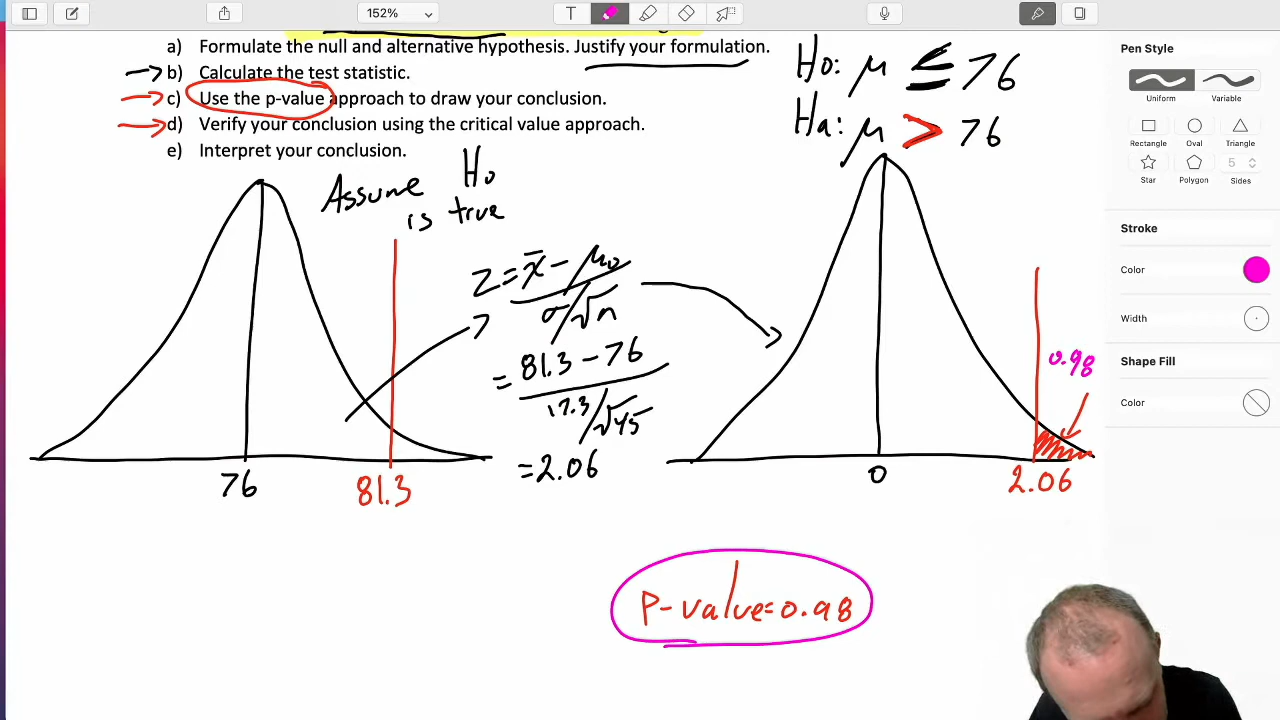 152%
T
a) Formulate the null and alternative hypothesis. Justify your formulation.
b) Calculate the test statistic.
c) Use the p-value approach to draw your conclusion.
d) Verify your conclusion using the critical value approach.
e) Interpret your conclusion.
Ho: μ ≤ 76
Ha: μ > 76
Assume Ho
is true
Z = x̄ - μ₀
σ/√n
= 81.3 - 76
17.3/√45
= 2.06
76
81.3
0
2.06
0.98
P-value=0.98
Pen Style
Uniform
Variable
Rectangle
Oval
Triangle
Star
Polygon
5
Sides
Stroke
Color
Width
Shape Fill
Color